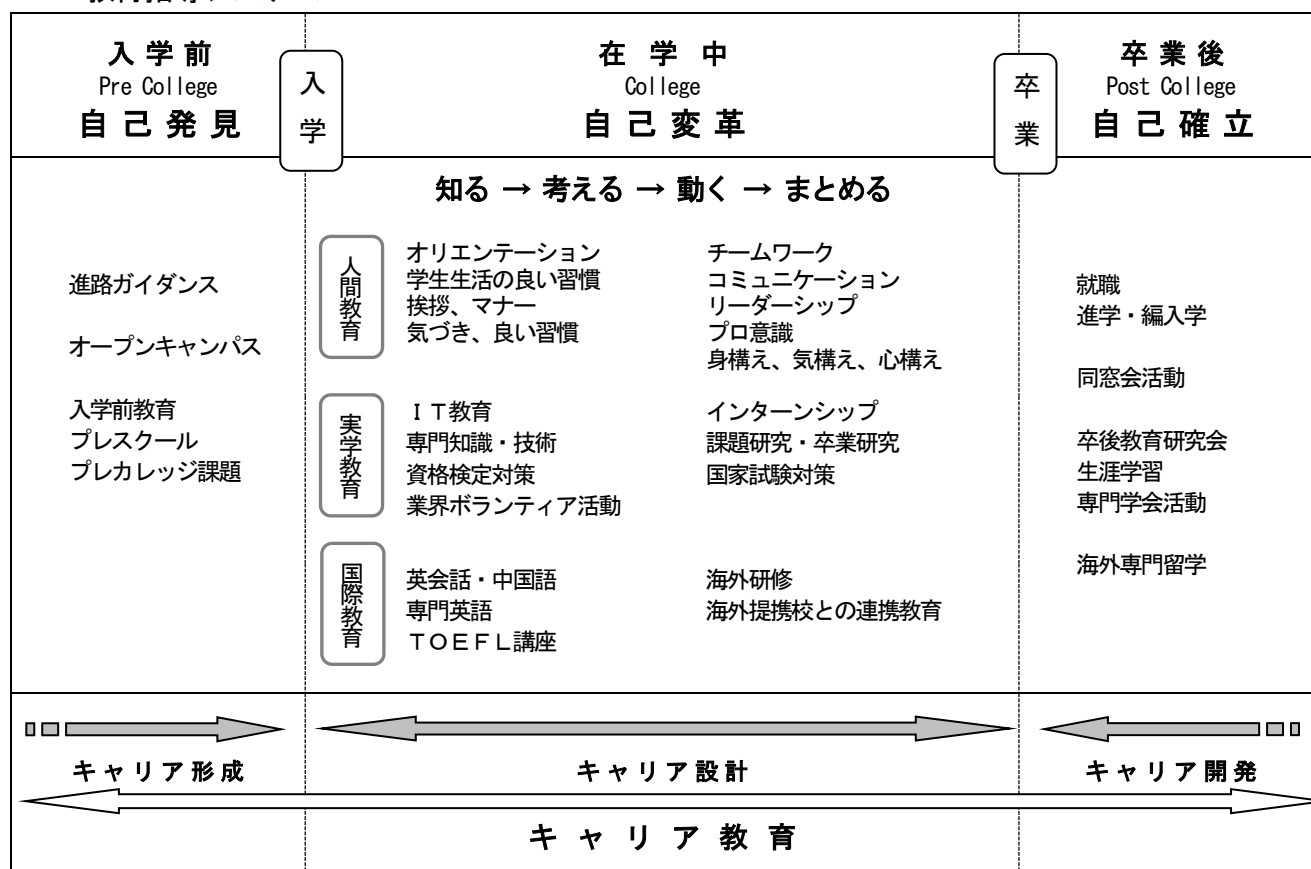 入学前
Pre College
自己発見
入学
在学中
College
自己変革
卒業
卒業後
Post College
自己確立
知る → 考える → 動く → まとめる
進路ガイダンス
オープンキャンパス
入学前教育
プレスクール
プレカレッジ課題
人間教育
オリエンテーション
学生生活の良い習慣
挨拶、マナー
気づき、良い習慣
チームワーク
コミュニケーション
リーダーシップ
プロ意識
身構え、気構え、心構え
実学教育
ＩＴ教育
専門知識・技術
資格検定対策
業界ボランティア活動
インターンシップ
課題研究・卒業研究
国家試験対策
国際教育
英会話・中国語
専門英語
ＴＯＥＦＬ講座
海外研修
海外提携校との連携教育
就職
進学・編入学
同窓会活動
卒後教育研究会
生涯学習
専門学会活動
海外専門留学
キャリア形成
キャリア設計
キャリア開発
キャリア教育